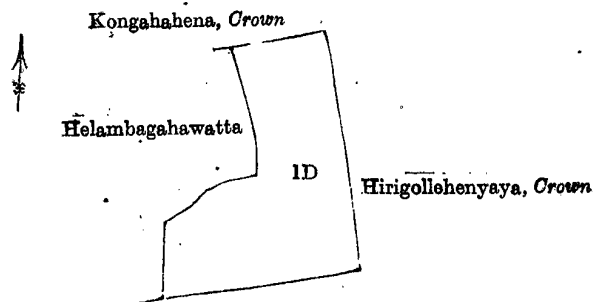 Kongahahena, Crown
Helambagahawatta
1D
Hirigollehenyaya, Crown